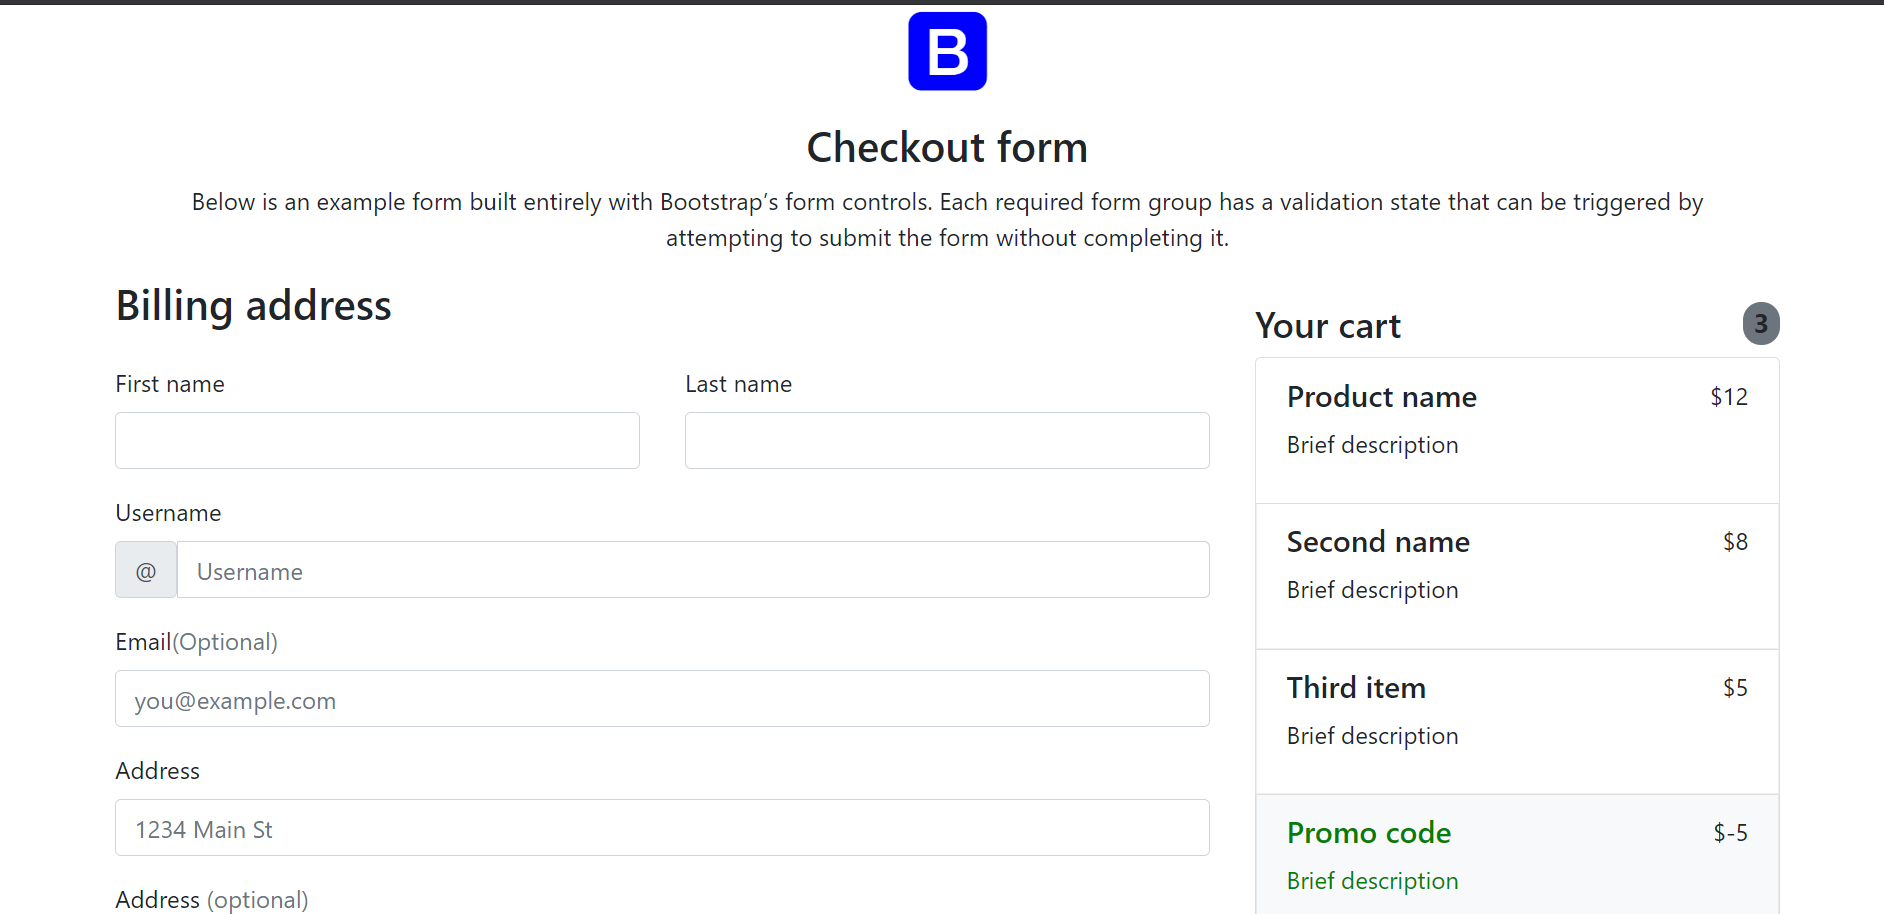 B
Checkout form
Below is an example form built entirely with Bootstrap’s form controls. Each required form group has a validation state that can be triggered by
attempting to submit the form without completing it.
Billing address
First name
Last name
Username
@
Username
Email(Optional)
you@example.com
Address
1234 Main St
Address (optional)
Your cart
3
Product name
$12
Brief description
Second name
$8
Brief description
Third item
$5
Brief description
Promo code
$-5
Brief description